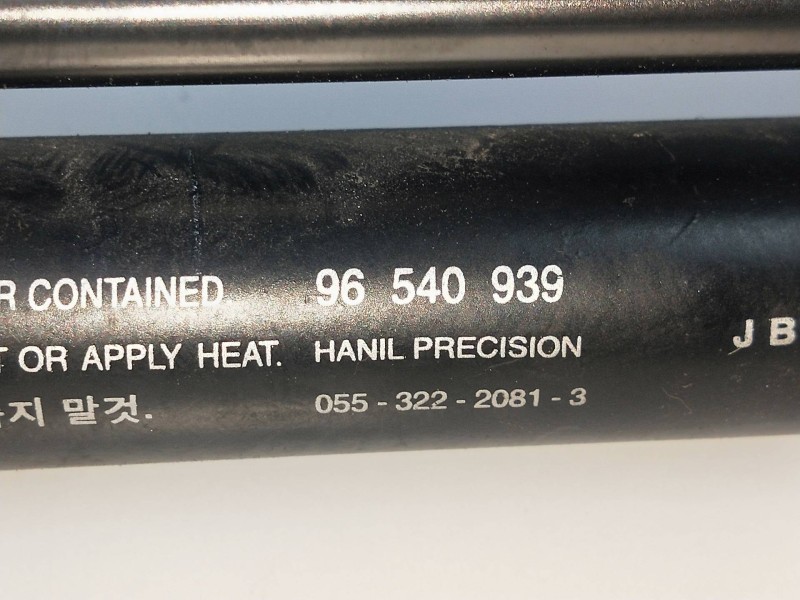 R CONTAINED. 96 540 939
T OR APPLY HEAT. HANIL PRECISION
지 말것. 055 - 322 - 2081 - 3
J B